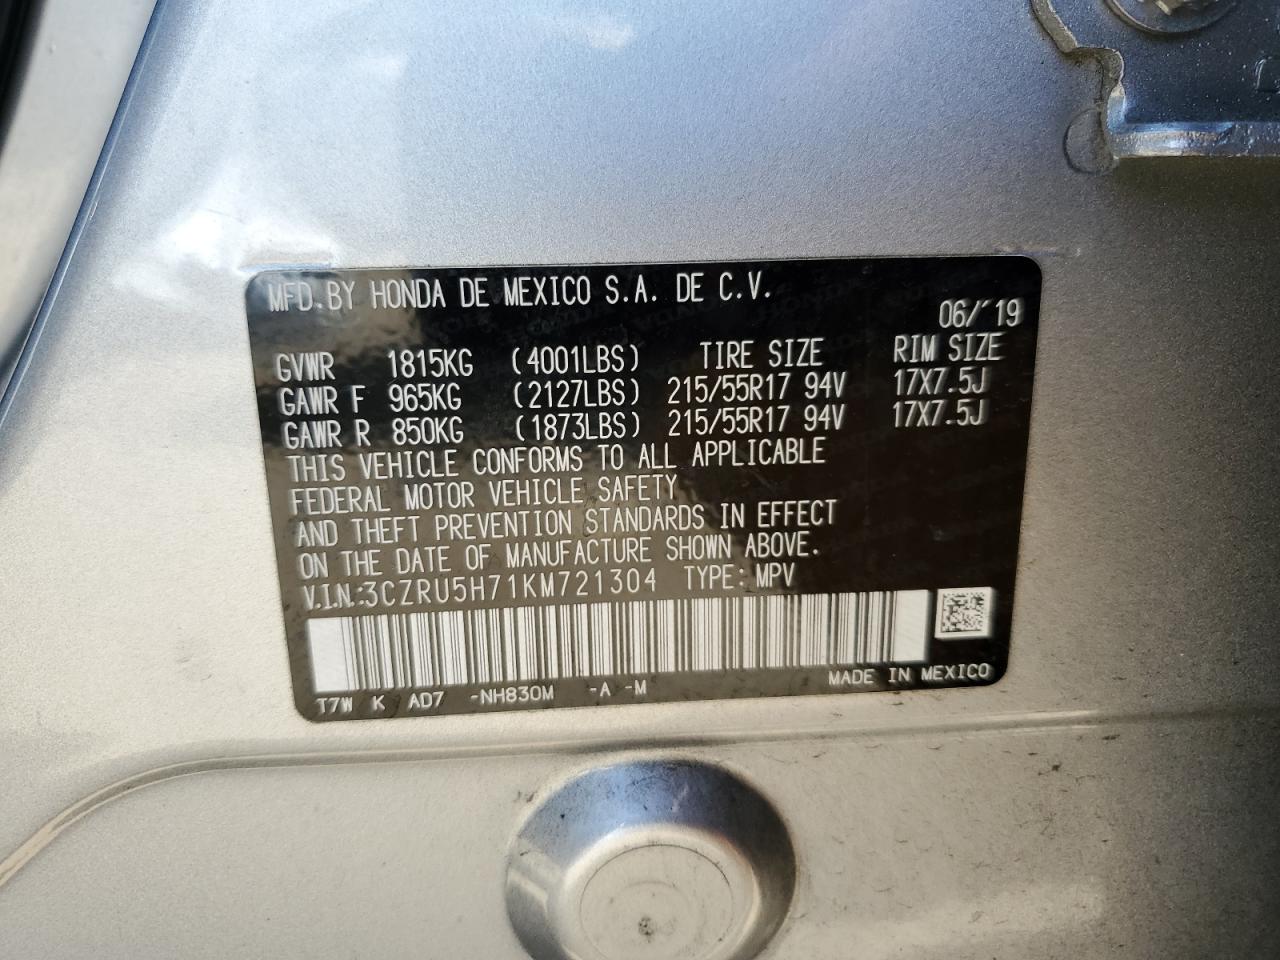 MFD.BY HONDA DE MEXICO S.A. DE C.V.
06/'19
GVWR 1815KG (4001LBS) TIRE SIZE RIM SIZE
GAWR F 965KG (2127LBS) 215/55R17 94V 17X7.5J
GAWR R 850KG (1873LBS) 215/55R17 94V 17X7.5J
THIS VEHICLE CONFORMS TO ALL APPLICABLE
FEDERAL MOTOR VEHICLE SAFETY
AND THEFT PREVENTION STANDARDS IN EFFECT
ON THE DATE OF MANUFACTURE SHOWN ABOVE.
V.I.N.:3CZRU5H71KM721304 TYPE: MPV
T7W K AD7 -NH830M -A -M MADE IN MEXICO